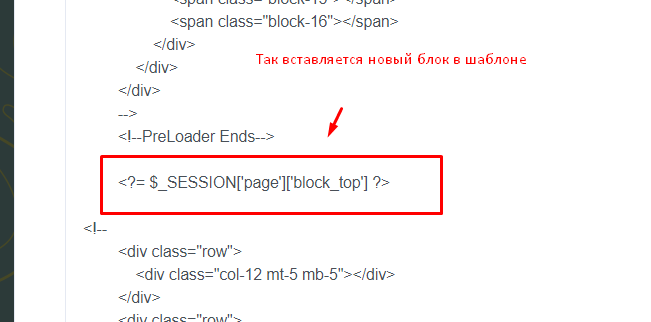 <span class="block-15"></span>
<span class="block-16"></span>
</div>
</div>
Так вставляется новый блок в шаблоне
</div>
-->
<!--PreLoader Ends-->
<?= $_SESSION['page']['block_top'] ?>
<!--
<div class="row">
<div class="col-12 mt-5 mb-5"></div>
</div>
<div class="row">